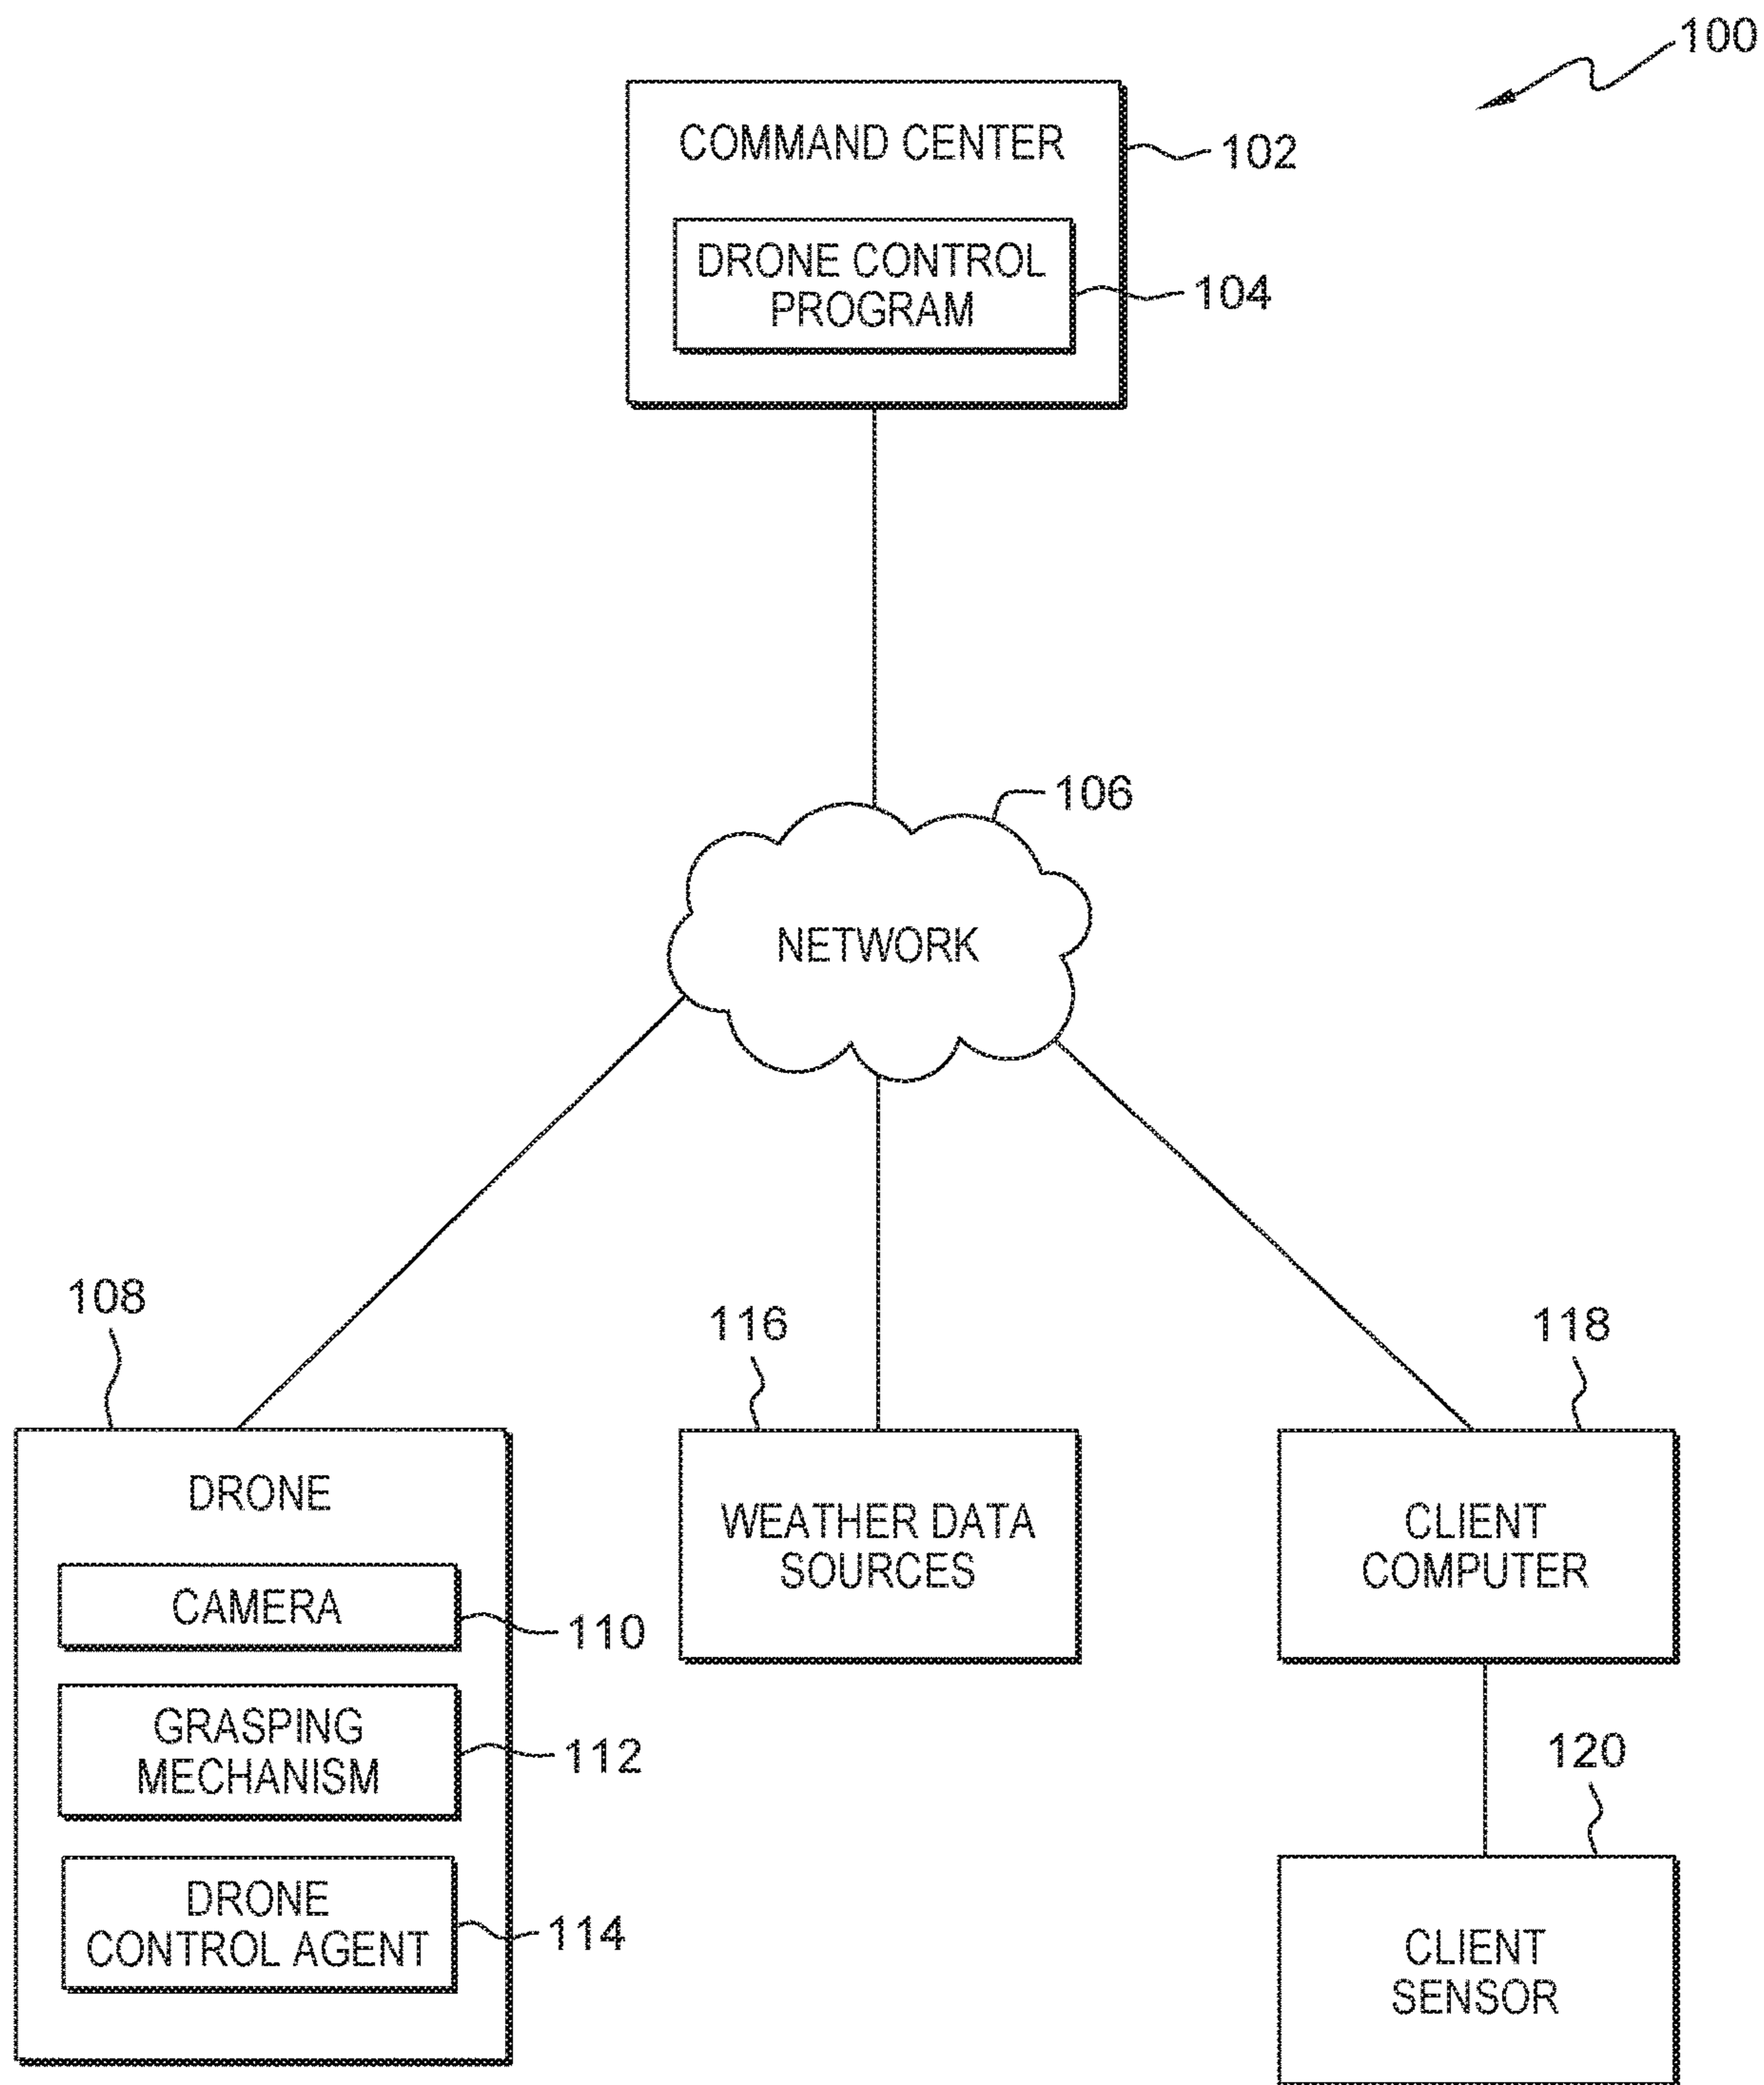 100
COMMAND CENTER
102
DRONE CONTROL
PROGRAM
104
106
NETWORK
108
116
118
DRONE
CAMERA
110
GRASPING
MECHANISM
112
DRONE
CONTROL AGENT
114
WEATHER DATA
SOURCES
CLIENT
COMPUTER
120
CLIENT
SENSOR